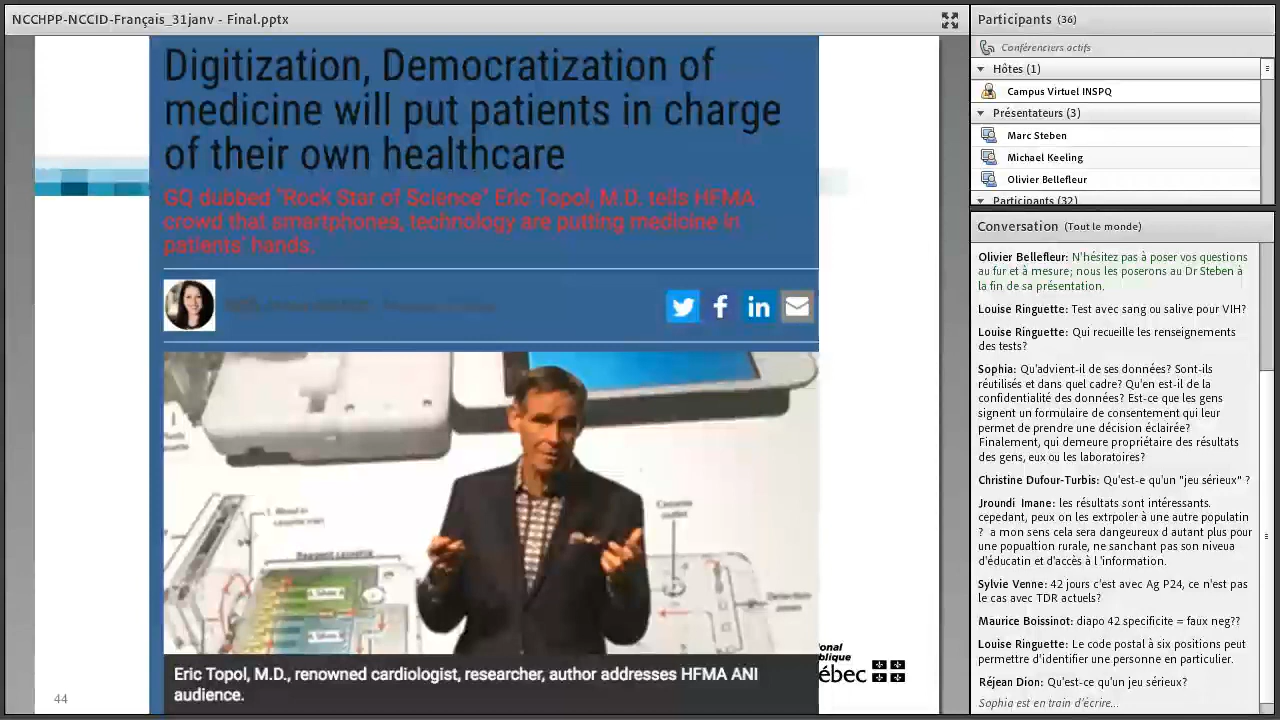 NCCHPP-NCCID-Français_31janv - Final.pptx
Digitization, Democratization of
medicine will put patients in charge
of their own healthcare
GQ dubbed "Rock Star of Science" Eric Topol, M.D. tells HFMA
crowd that smartphones, technology are putting medicine in
patients' hands.
Reagent cassette
Eric Topol, M.D., renowned cardiologist, researcher, author addresses HFMA ANI
audience.
44
Participants (36)
Conférenciers actifs
Hôtes (1)
Campus Virtuel INSPQ
Présentateurs (3)
Marc Steben
Michael Keeling
Olivier Bellefleur
Participants (32)
Conversation (Tout le monde)
Olivier Bellefleur: N'hésitez pas à poser vos questions
au fur et à mesure; nous les poserons au Dr Steben à
la fin de sa présentation.
Louise Ringuette: Test avec sang ou salive pour VIH?
Louise Ringuette: Qui recueille les renseignements
des tests?
Sophia: Qu'advient-il de ses données? Sont-ils
réutilisés et dans quel cadre? Qu'en est-il de la
confidentialité des données? Est-ce que les gens
signent un formulaire de consentement qui leur
permet de prendre une décision éclairée?
Finalement, qui demeure propriétaire des résultats
des gens, eux ou les laboratoires?
Christine Dufour-Turbis: Qu'est-e qu'un "jeu sérieux" ?
Jroundi Imane: les résultats sont intéressants.
cependant, peux on les extrpoler à une autre populatin
? a mon sens cela sera dangeureux d autant plus pour
une popualtion rurale, ne sanchant pas son niveua
d'éducatin et d'accès à l 'information.
Sylvie Venne: 42 jours c'est avec Ag P24, ce n'est pas
le cas avec TDR actuels?
Maurice Boissinot: diapo 42 specificite = faux neg??
Louise Ringuette: Le code postal à six positions peut
permettre d'identifier une personne en particulier.
Réjean Dion: Qu'est-ce qu'un jeu sérieux?
Sophia est en train d'écrire...